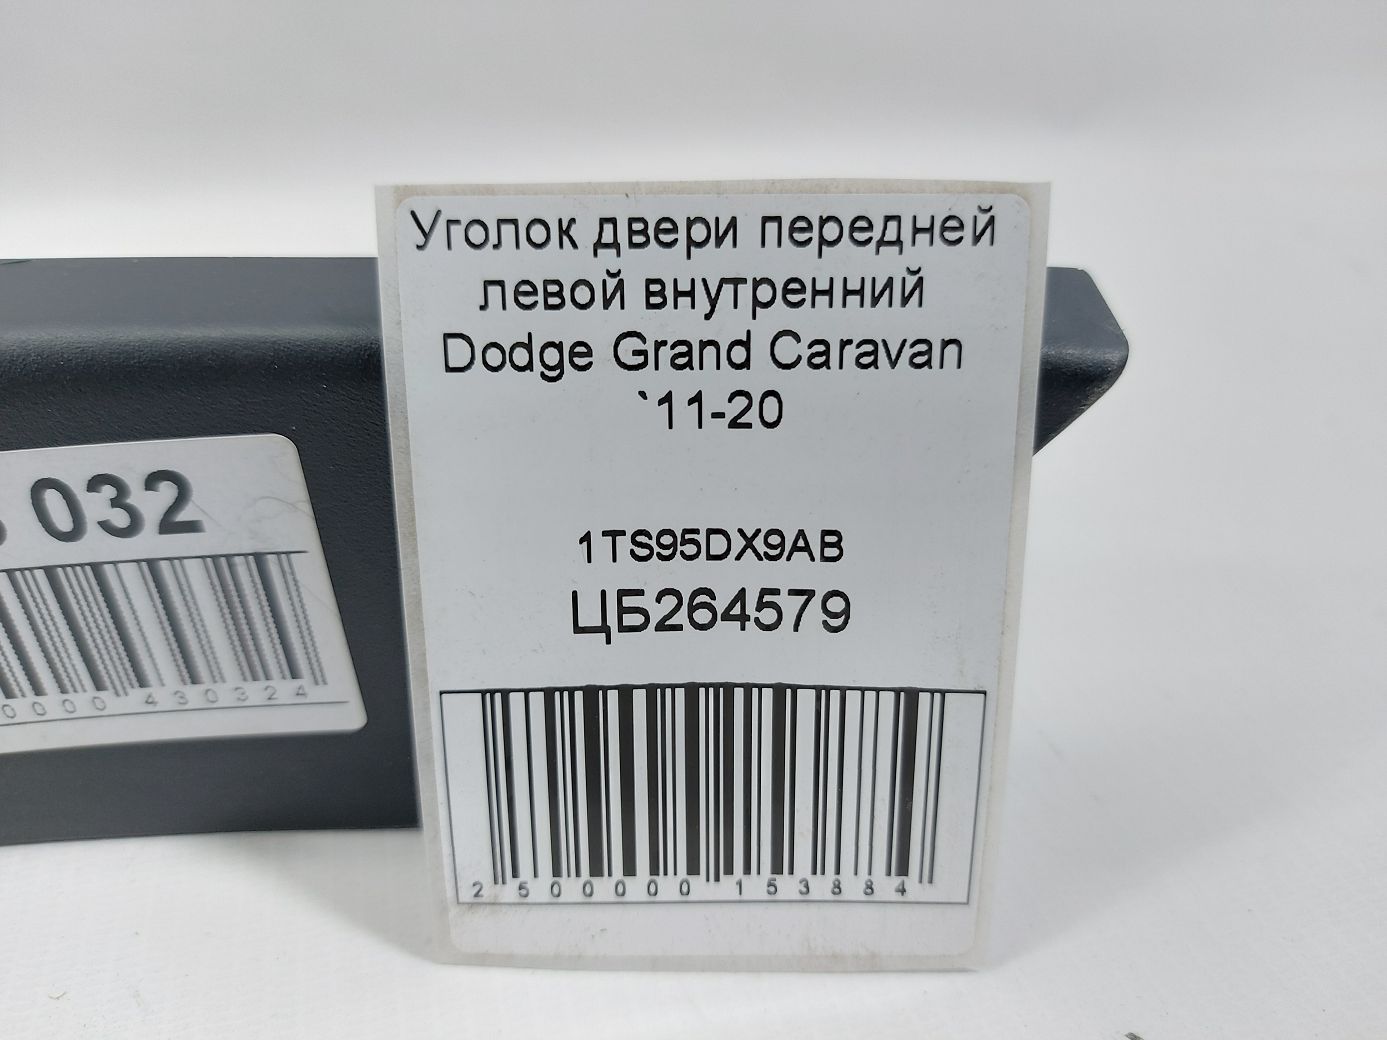 Уголок двери передней
левой внутренний
Dodge Grand Caravan
`11-20
1TS95DX9AB
ЦБ264579
2500000153884
032
0000430324